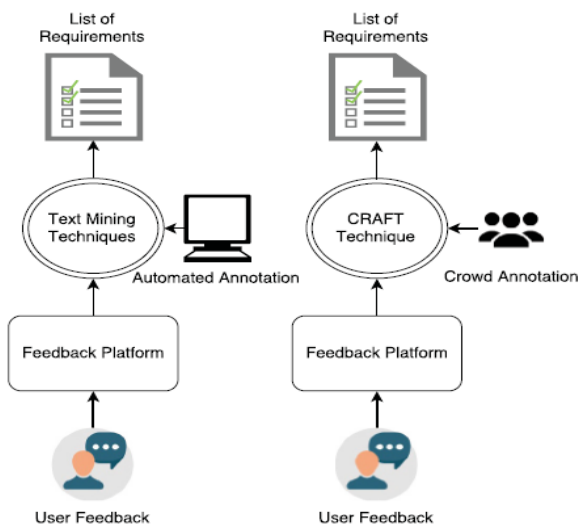 List of
Requirements
Text Mining
Techniques
Automated Annotation
Feedback Platform
User Feedback
List of
Requirements
CRAFT
Technique
Crowd Annotation
Feedback Platform
User Feedback